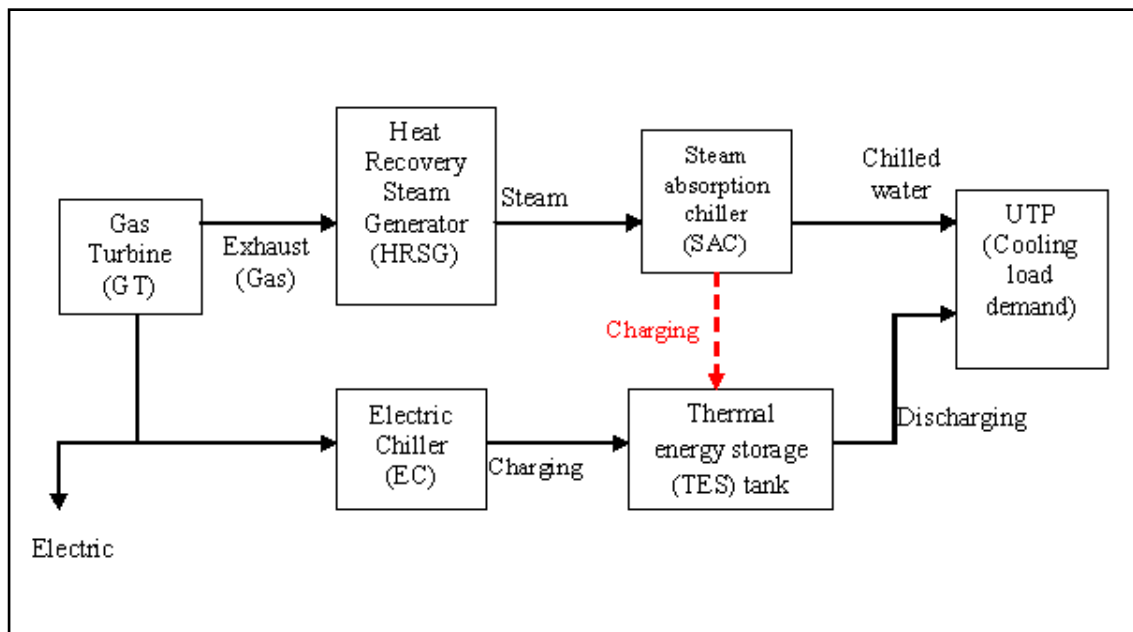 Gas
Turbine
(GT)
Exhaust
(Gas)
Heat
Recovery
Steam
Generator
(HRSG)
Steam
Steam
absorption
chiller
(SAC)
Chilled
water
UTP
(Cooling
load
demand)
Charging
Electric
Chiller
(EC)
Charging
Thermal
energy storage
(TES) tank
Discharging
Electric